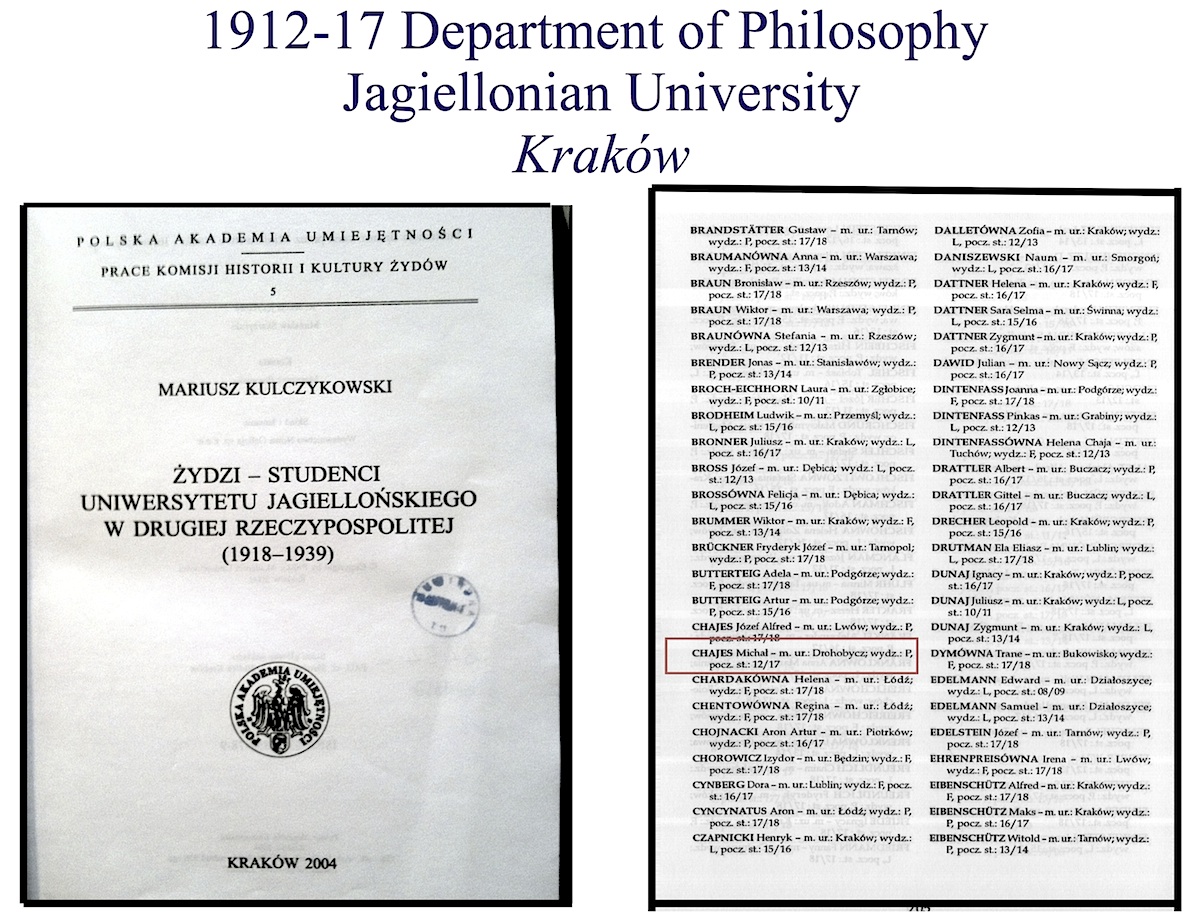 1912-17 Department of Philosophy
Jagiellonian University
Kraków
POLSKA AKADEMIA UMIEJĘTNOŚCI
PRACE KOMISJI HISTORII I KULTURY ŻYDÓW
5
MARIUSZ KULCZYKOWSKI
ŻYDZI – STUDENCI
UNIWERSYTETU JAGIELLOŃSKIEGO
W DRUGIEJ RZECZYPOSPOLITEJ
(1918–1939)
POLSKA AKADEMIA UMIEJĘTNOŚCI
KRAKÓW 2004
BRANDSTÄTTER Gustaw – m. ur.: Tarnów;
wydz.: P, pocz. st.: 17/18
BRAUMANÓWNA Anna – m. ur.: Warszawa;
wydz.: F, pocz. st.: 13/14
BRAUN Bronisław – m. ur.: Rzeszów; wydz.: P,
pocz. st.: 17/18
BRAUN Wiktor – m. ur.: Warszawa; wydz.: P,
pocz. st.: 17/18
BRAUNÓWNA Stefania – m. ur.: Rzeszów;
wydz.: L, pocz. st.: 12/13
BRENDER Jonas – m. ur.: Stanisławów; wydz.:
P, pocz. st.: 13/14
BROCH-EICHHORN Laura – m. ur.: Zgłobice;
wydz.: F, pocz. st.: 10/11
BRODHEIM Ludwik – m. ur.: Przemyśl; wydz.:
L, pocz. st.: 15/16
BRONNER Juliusz – m. ur.: Kraków; wydz.: L,
pocz. st.: 16/17
BROSS Józef – m. ur.: Dębica; wydz.: L, pocz.
st.: 12/13
BROSSÓWNA Felicja – m. ur.: Dębica; wydz.:
L, pocz. st.: 15/16
BRUMMER Wiktor – m. ur.: Kraków; wydz.: F,
pocz. st.: 13/14
BRÜCKNER Fryderyk Józef – m. ur.: Tarnopol;
wydz.: P, pocz. st.: 17/18
BUTTERTEIG Adela – m. ur.: Podgórze; wydz.:
F, pocz. st.: 17/18
BUTTERTEIG Artur – m. ur.: Podgórze; wydz.:
P, pocz. st.: 15/16
CHAJES Józef Alfred – m. ur.: Lwów; wydz.: P,
pocz. st.: 17/18
CHAJES Michał – m. ur.: Drohobycz; wydz.: P,
pocz. st.: 12/17
CHARDAKÓWNA Helena – m. ur.: Łódź;
wydz.: F, pocz. st.: 17/18
CHENTOWÓWNA Regina – m. ur.: Łódź;
wydz.: F, pocz. st.: 17/18
CHOJNACKI Aron Artur – m. ur.: Piotrków;
wydz.: P, pocz. st.: 16/17
CHOROWICZ Izydor – m. ur.: Będzin; wydz.: F,
pocz. st.: 17/18
CYNBERG Dora – m. ur.: Lublin; wydz.: F, pocz.
st.: 16/17
CYNCYNATUS Aron – m. ur.: Łódź; wydz.: P,
pocz. st.: 17/18
CZAPNICKI Henryk – m. ur.: Kraków; wydz.:
L, pocz. st.: 15/16
DALLETÓWNA Zofia – m. ur.: Kraków; wydz.:
L, pocz. st.: 12/13
DANISZEWSKI Naum – m. ur.: Smorgoń;
wydz.: L, pocz. st.: 16/17
DATTNER Helena – m. ur.: Kraków; wydz.: F,
pocz. st.: 16/17
DATTNER Sara Selma – m. ur.: Świnna; wydz.:
L, pocz. st.: 15/16
DATTNER Zygmunt – m. ur.: Kraków; wydz.: P,
pocz. st.: 16/17
DAWID Julian – m. ur.: Nowy Sącz; wydz.: P,
pocz. st.: 16/17
DINTENFASS Joanna – m. ur.: Podgórze; wydz.:
F, pocz. st.: 17/18
DINTENFASS Pinkas – m. ur.: Grabiny; wydz.:
L, pocz. st.: 12/13
DINTENFASSÓWNA Helena Chaja – m. ur.:
Tuchów; wydz.: F, pocz. st.: 12/13
DRATTLER Albert – m. ur.: Buczacz; wydz.: P,
pocz. st.: 16/17
DRATTLER Gittel – m. ur.: Buczacz; wydz.: L,
pocz. st.: 16/17
DRECHER Leopold – m. ur.: Kraków; wydz.: P,
pocz. st.: 15/16
DRUTMAN Ela Eliasz – m. ur.: Lublin; wydz.:
L, pocz. st.: 17/18
DUNAJ Ignacy – m. ur.: Kraków; wydz.: P, pocz.
st.: 16/17
DUNAJ Juliusz – m. ur.: Kraków; wydz.: L, pocz.
st.: 10/11
DUNAJ Zygmunt – m. ur.: Kraków; wydz.: L,
pocz. st.: 13/14
DYMÓWNA Trane – m. ur.: Bukowisko; wydz.:
F, pocz. st.: 17/18
EDELMANN Edward – m. ur.: Działoszyce;
wydz.: L, pocz. st.: 08/09
EDELMANN Samuel – m. ur.: Działoszyce;
wydz.: L, pocz. st.: 13/14
EDELSTEIN Józef – m. ur.: Tarnów; wydz.: P,
pocz. st.: 17/18
EHRENPREISÓWNA Irena – m. ur.: Lwów;
wydz.: F, pocz. st.: 17/18
EIBENSCHÜTZ Alfred – m. ur.: Kraków; wydz.:
F, pocz. st.: 17/18
EIBENSCHÜTZ Maks – m. ur.: Kraków; wydz.:
P, pocz. st.: 16/17
EIBENSCHÜTZ Witold – m. ur.: Tarnów; wydz.:
P, pocz. st.: 13/14